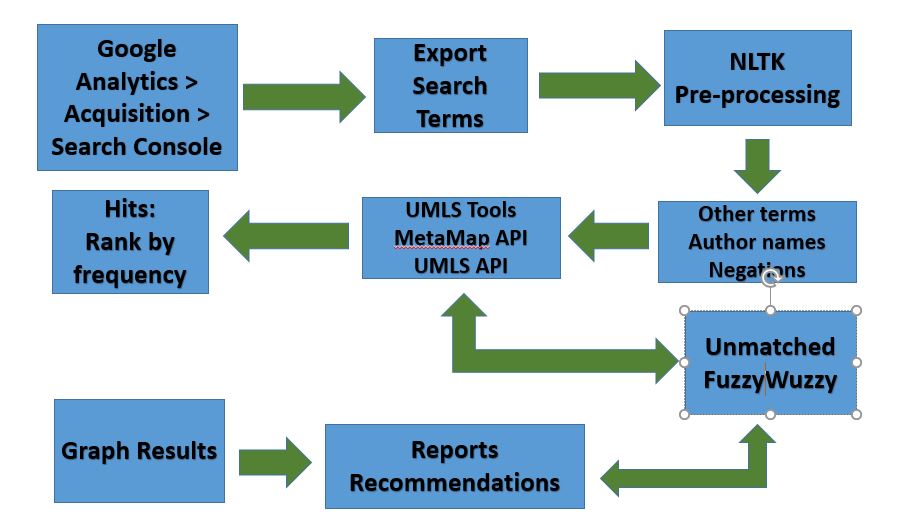 Google
Analytics >
Acquisition >
Search Console
Export
Search
Terms
NLTK
Pre-processing
Hits:
Rank by
frequency
UMLS Tools
MetaMap API
UMLS API
Other terms
Author names
Negations
Unmatched
FuzzyWuzzy
Graph Results
Reports
Recommendations